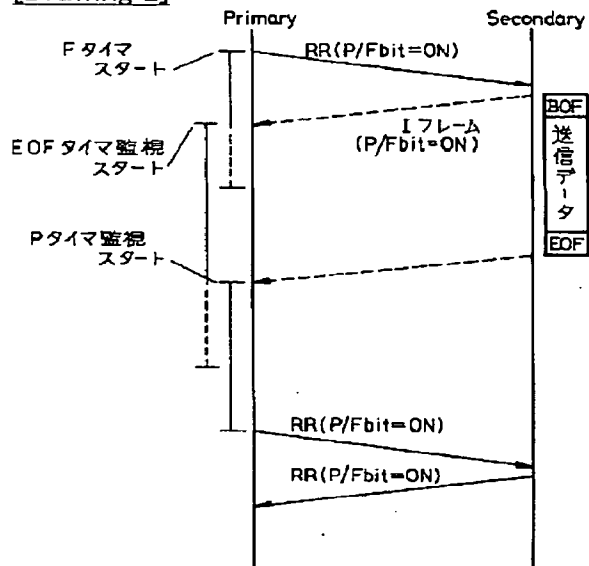 Primary
Secondary
Fタイマ
スタート
RR(P/Fbit=ON)
BOF
送信データ
EOF
Iフレーム
(P/Fbit=ON)
EOFタイマ監視
スタート
Pタイマ監視
スタート
RR(P/Fbit=ON)
RR(P/Fbit=ON)